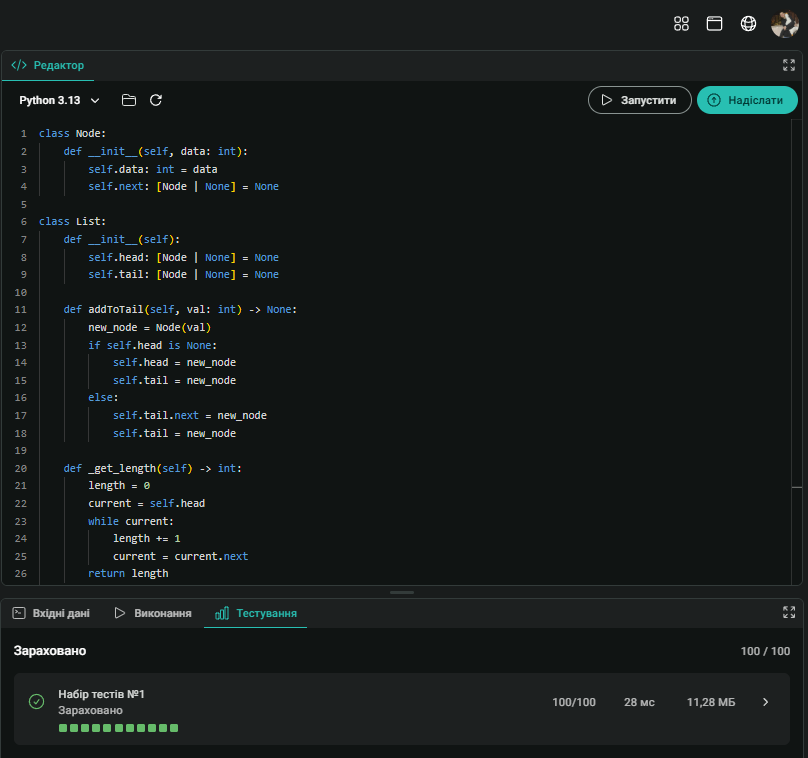 </> Редактор
Python 3.13
Запустити
Надіслати
1 class Node:
2     def __init__(self, data: int):
3         self.data: int = data
4         self.next: [Node | None] = None
5
6 class List:
7     def __init__(self):
8         self.head: [Node | None] = None
9         self.tail: [Node | None] = None
10
11     def addToTail(self, val: int) -> None:
12         new_node = Node(val)
13         if self.head is None:
14             self.head = new_node
15             self.tail = new_node
16         else:
17             self.tail.next = new_node
18             self.tail = new_node
19
20     def _get_length(self) -> int:
21         length = 0
22         current = self.head
23         while current:
24             length += 1
25             current = current.next
26         return length
Вхідні дані
Виконання
Тестування
Зараховано
100 / 100
Набір тестів №1
Зараховано
100/100
28 мс
11,28 МБ